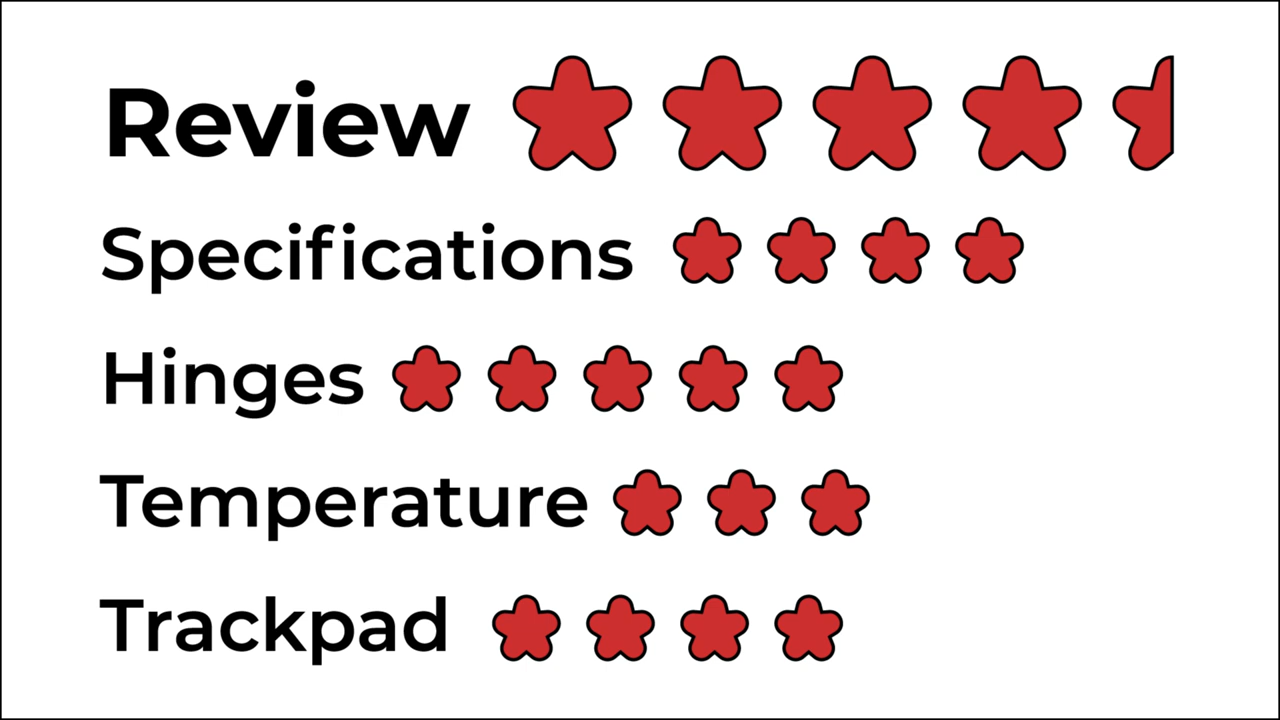 Review
Specifications
Hinges
Temperature
Trackpad